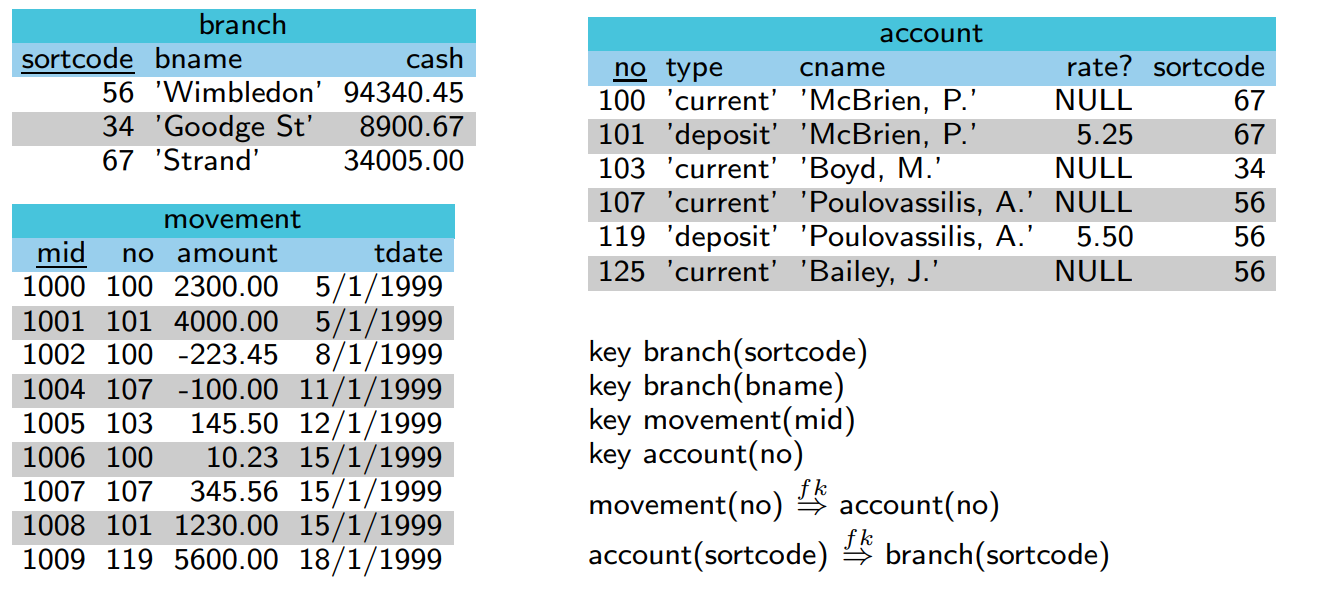 branch
sortcode bname cash
56 ’Wimbledon’ 94340.45
34 ’Goodge St’ 8900.67
67 ’Strand’ 34005.00
movement
mid no amount tdate
1000 100 2300.00 5/1/1999
1001 101 4000.00 5/1/1999
1002 100 -223.45 8/1/1999
1004 107 -100.00 11/1/1999
1005 103 145.50 12/1/1999
1006 100 10.23 15/1/1999
1007 107 345.56 15/1/1999
1008 101 1230.00 15/1/1999
1009 119 5600.00 18/1/1999
account
no type cname rate? sortcode
100 ’current’ ’McBrien, P.’ NULL 67
101 ’deposit’ ’McBrien, P.’ 5.25 67
103 ’current’ ’Boyd, M.’ NULL 34
107 ’current’ ’Poulovassilis, A.’ NULL 56
119 ’deposit’ ’Poulovassilis, A.’ 5.50 56
125 ’current’ ’Bailey, J.’ NULL 56
key branch(sortcode)
key branch(bname)
key movement(mid)
key account(no)
movement(no) fk⇒ account(no)
account(sortcode) fk⇒ branch(sortcode)